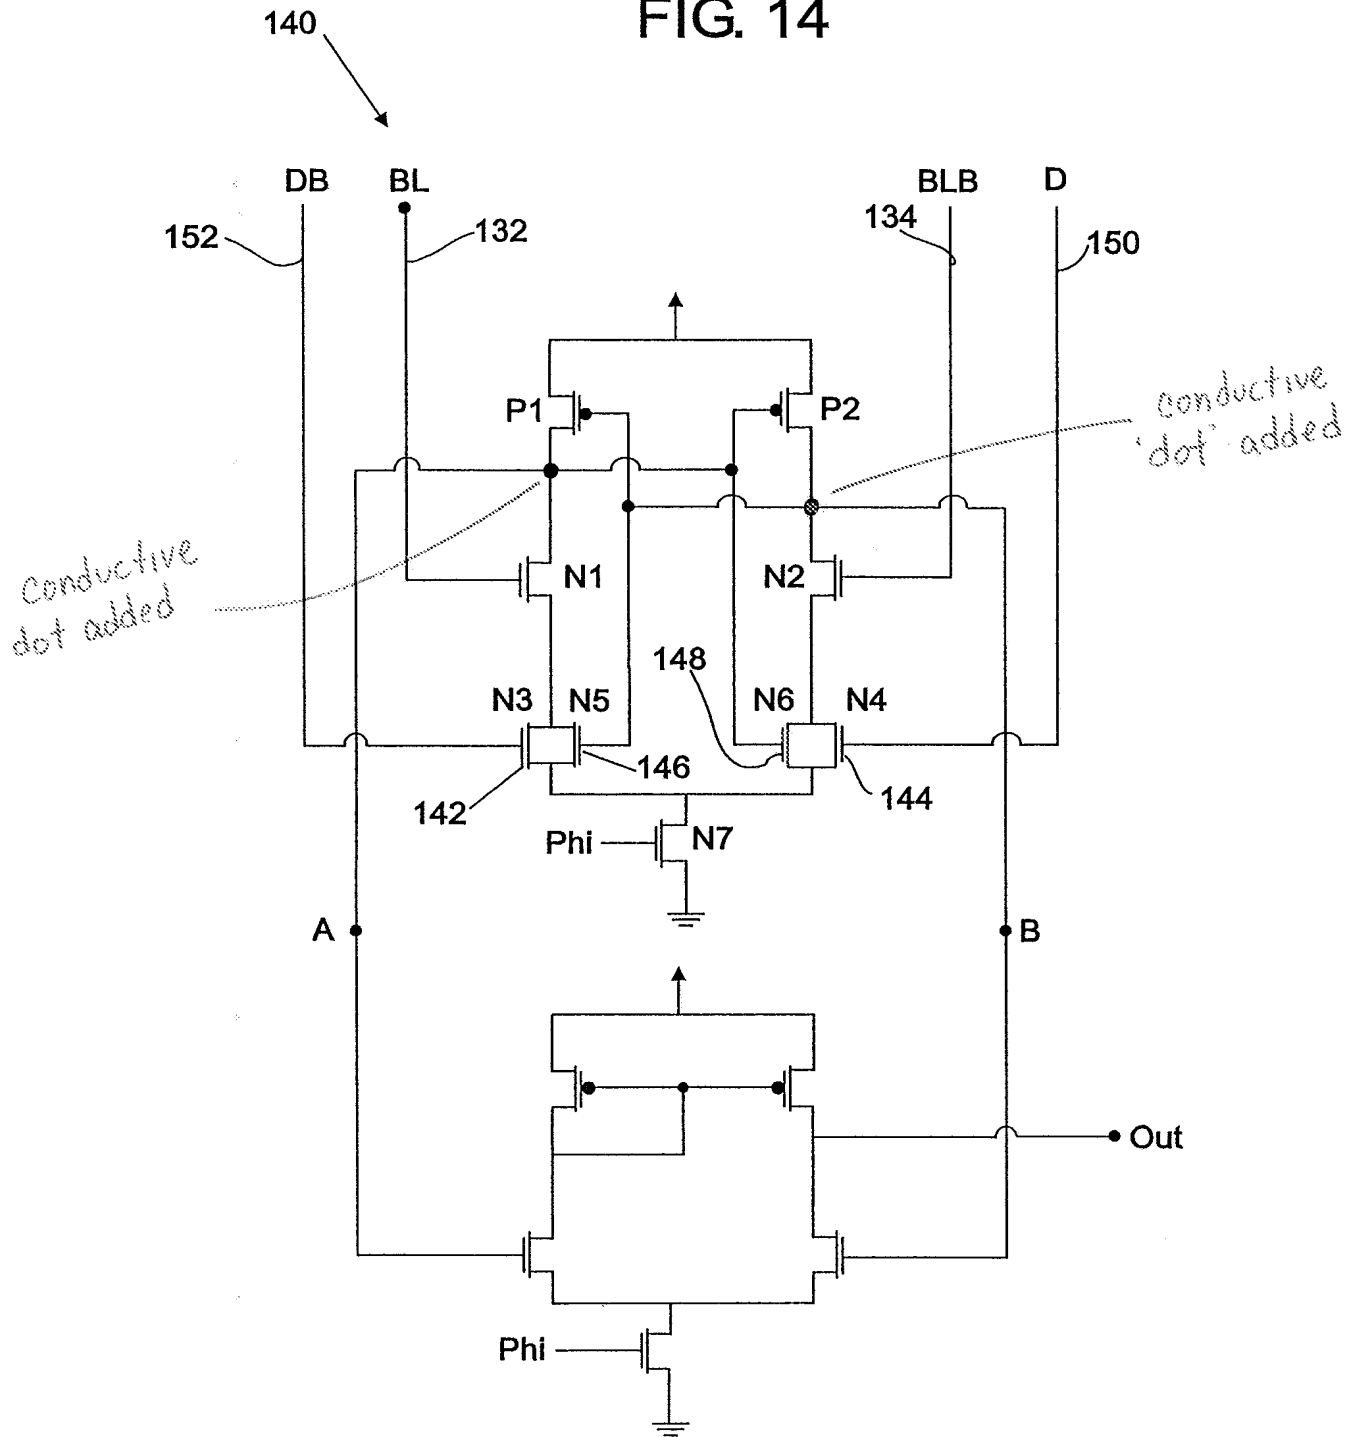 FIG. 14
140
DB
BL
BLB
D
152
132
134
150
P1
P2
conductive
'dot' added
N1
N2
conductive
dot added
148
N3
N5
N6
N4
146
142
144
Phi
N7
A
B
Out
Phi